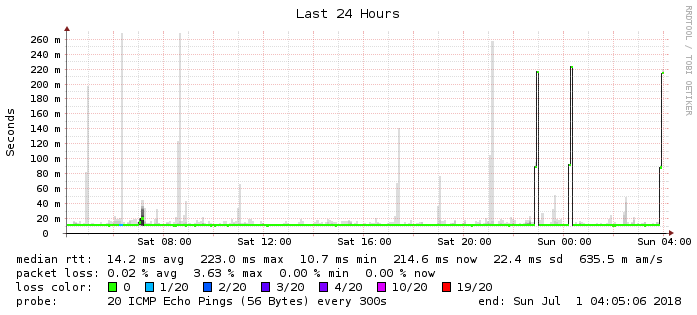 Last 24 Hours
RRDTOOL / TOBI OETIKER
Seconds
260 m
240 m
220 m
200 m
180 m
160 m
140 m
120 m
100 m
80 m
60 m
40 m
20 m
0
Sat 08:00 Sat 12:00 Sat 16:00 Sat 20:00 Sun 00:00 Sun 04:00
median rtt: 14.2 ms avg 223.0 ms max 10.7 ms min 214.6 ms now 22.4 ms sd 635.5 m am/s
packet loss: 0.02 % avg 3.63 % max 0.00 % min 0.00 % now
loss color: 0 1/20 2/20 3/20 4/20 10/20 19/20
probe: 20 ICMP Echo Pings (56 Bytes) every 300s end: Sun Jul 1 04:05:06 2018